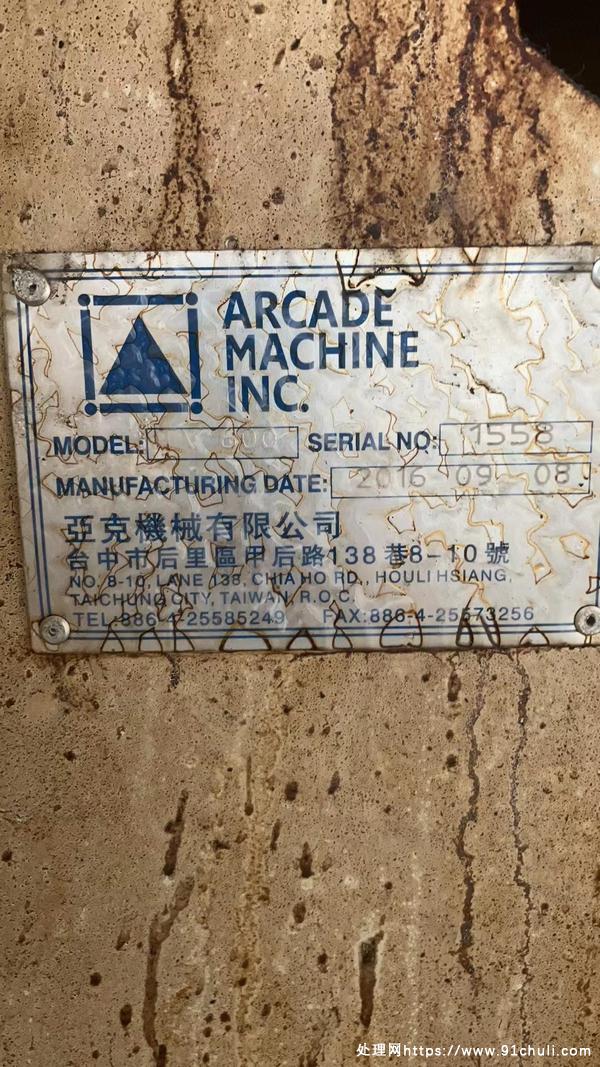 ARCADE
MACHINE
INC.
MODEL: 600 SERIAL NO: 1558
MANUFACTURING DATE: 2016 09 08
亞克機械有限公司
台中市后里區甲后路138巷8-10號
NO. 8-10, LANE 138, CHIA HO RD., HOULI HSIANG,
TAICHUNG CITY, TAIWAN, R.O.C.
TEL:886-4-25585249 FAX:886-4-25573256
处理网https://www.91chuli.com